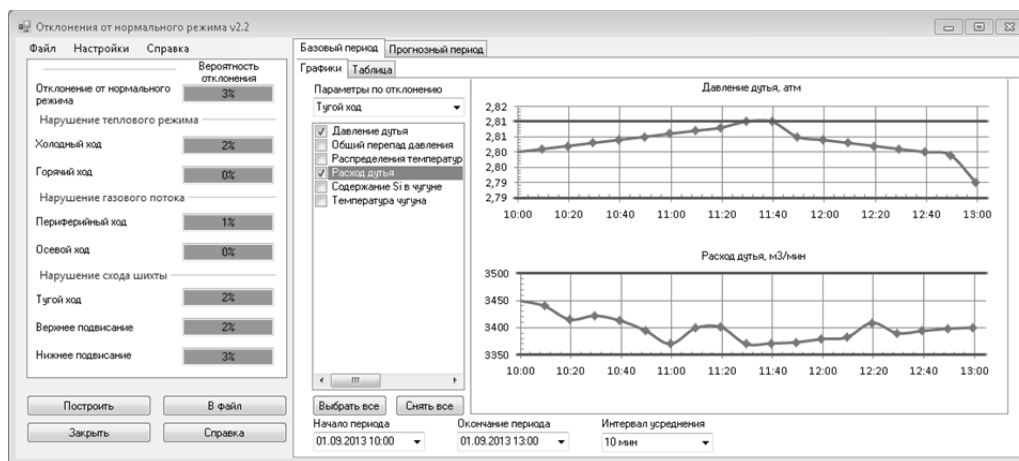 Отклонения от нормального режима v2.2
Файл Настройки Справка
Вероятность
отклонения
Отклонение от нормального
режима
3%
Нарушение теплового режима
Холодный ход 2%
Горячий ход 0%
Нарушение газового потока
Периферийный ход 1%
Осевой ход 0%
Нарушение схода шихты
Тугой ход 2%
Верхнее подвисание 2%
Нижнее подвисание 3%
Построить В файл
Закрыть Справка
Базовый период Прогнозный период
Графики Таблица
Параметры по отклонению
Тугой ход
Давление дутья
Общий перепад давления
Распределения температур
Расход дутья
Содержание Si в чугуне
Температура чугуна
Выбрать все Снять все
Давление дутья, атм
2,82
2,81
2,81
2,80
2,80
2,79
2,79
10:00 10:20 10:40 11:00 11:20 11:40 12:00 12:20 12:40 13:00
Расход дутья, м3/мин
3500
3450
3400
3350
10:00 10:20 10:40 11:00 11:20 11:40 12:00 12:20 12:40 13:00
Начало периода Окончание периода Интервал усреднения
01.09.2013 10:00 01.09.2013 13:00 10 мин